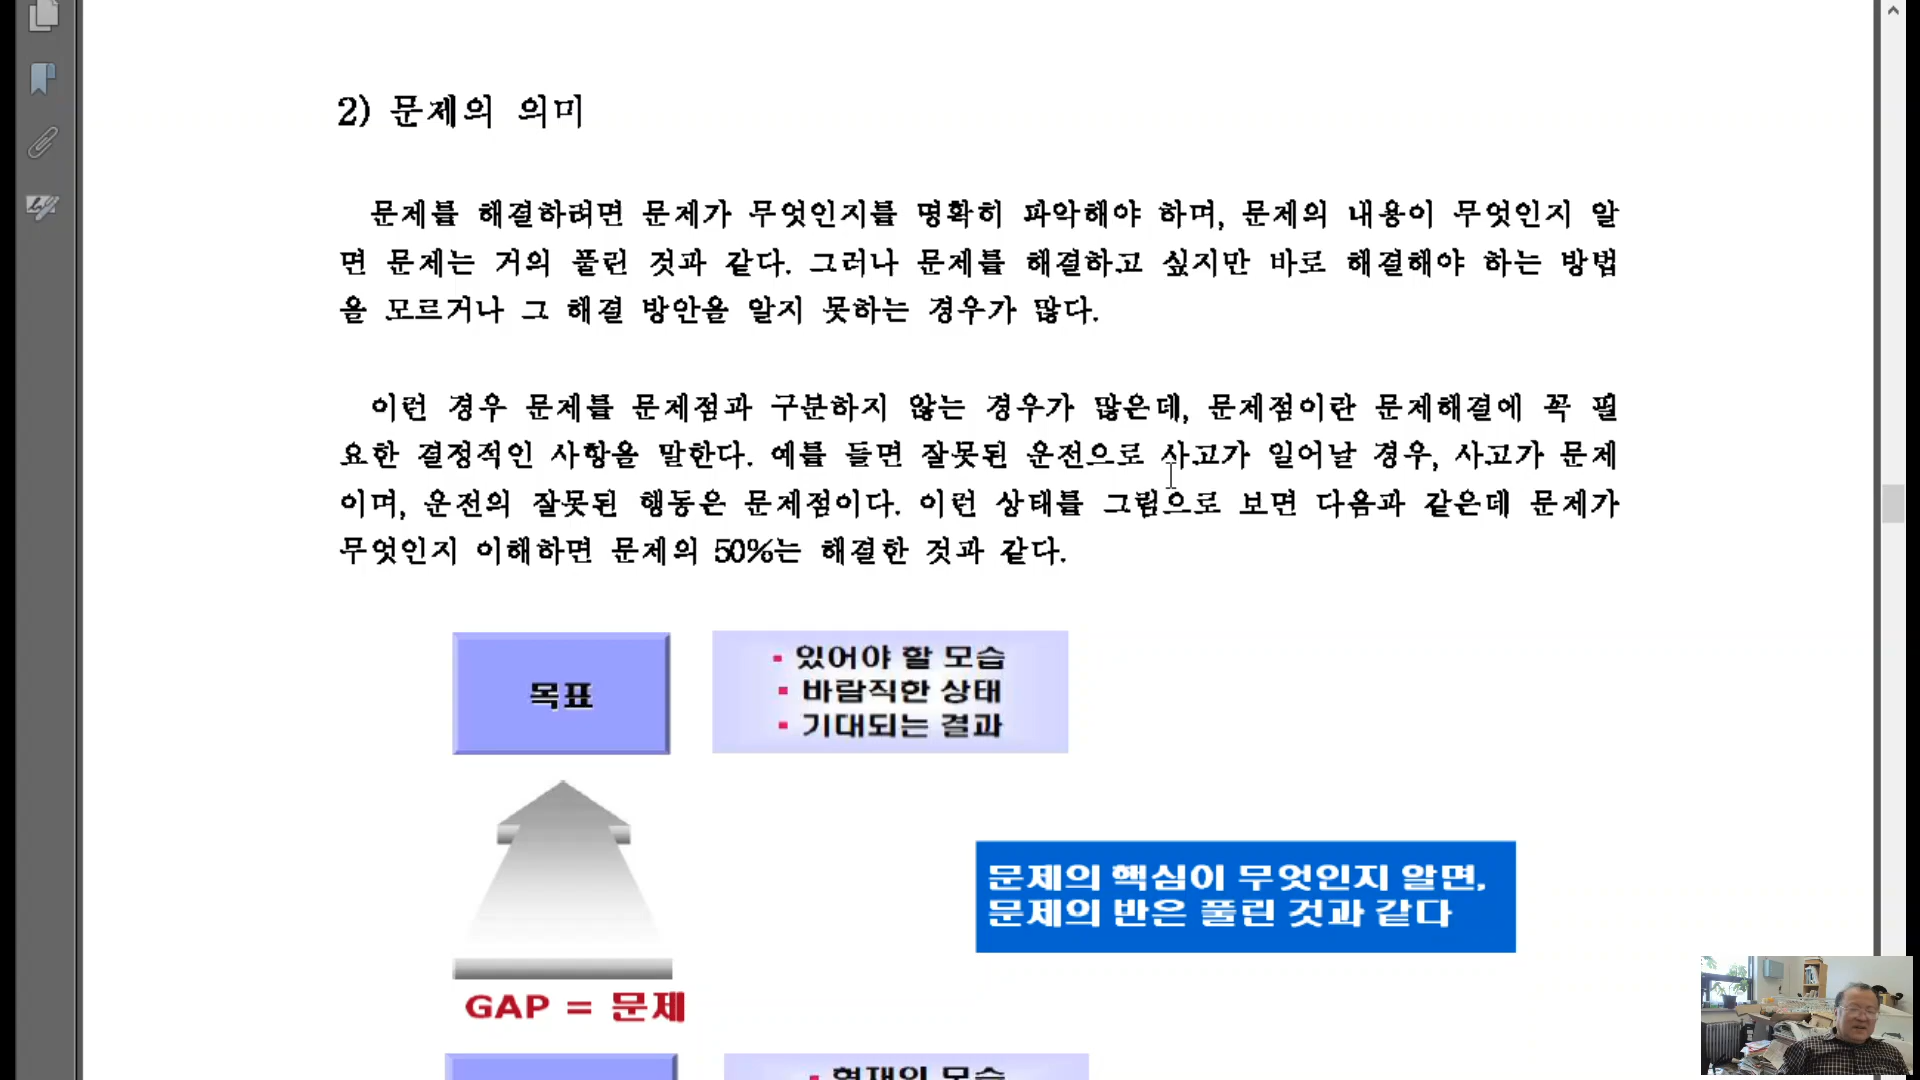 2) 문제의 의미
문제를 해결하려면 문제가 무엇인지를 명확히 파악해야 하며, 문제의 내용이 무엇인지 알
면 문제는 거의 풀린 것과 같다. 그러나 문제를 해결하고 싶지만 바로 해결해야 하는 방법
을 모르거나 그 해결 방안을 알지 못하는 경우가 많다.
이런 경우 문제를 문제점과 구분하지 않는 경우가 많은데, 문제점이란 문제해결에 꼭 필
요한 결정적인 사항을 말한다. 예를 들면 잘못된 운전으로 사고가 일어날 경우, 사고가 문제
이며, 운전의 잘못된 행동은 문제점이다. 이런 상태를 그림으로 보면 다음과 같은데 문제가
무엇인지 이해하면 문제의 50%는 해결한 것과 같다.
목표
▪ 있어야 할 모습
▪ 바람직한 상태
▪ 기대되는 결과
문제의 핵심이 무엇인지 알면,
문제의 반은 풀린 것과 같다
GAP = 문제
▪ 현재의 모습